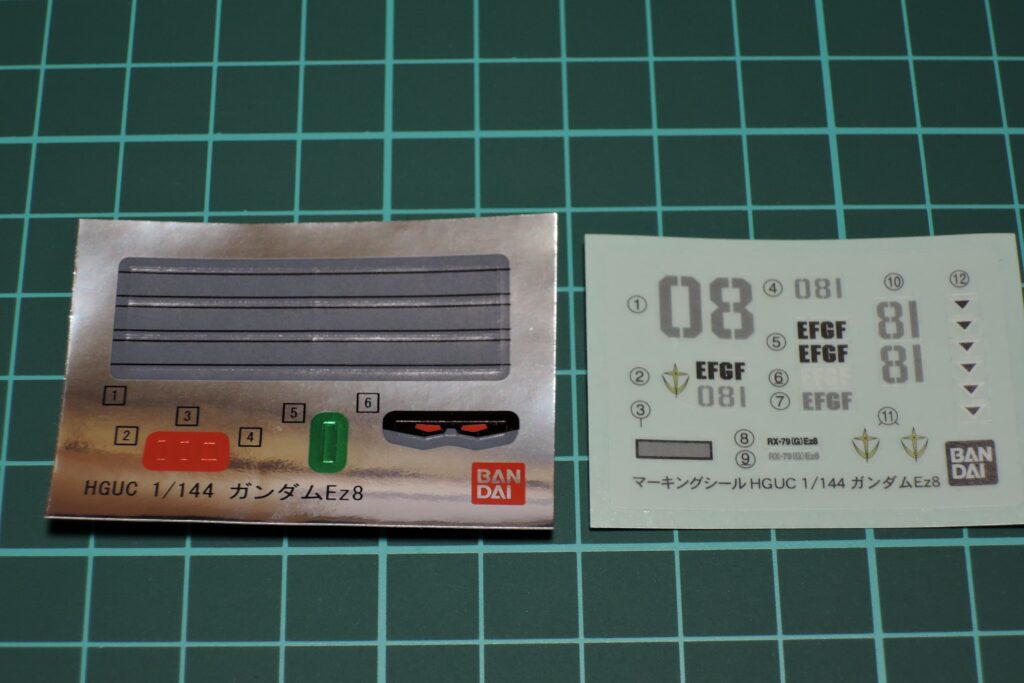 1
2
3
4
5
6
HGUC 1/144 ガンダムEz8
BAN
DAI
① 08
② EFGF
081
③
④ 081
⑤ EFGF
EFGF
⑥ EFGF
⑦ EFGF
⑧ RX-79(G)Ez8
⑨ RX-79(G)Ez8
⑩
81
81
⑪
⑫
マーキングシール HGUC 1/144 ガンダムEz8
BAN
DAI